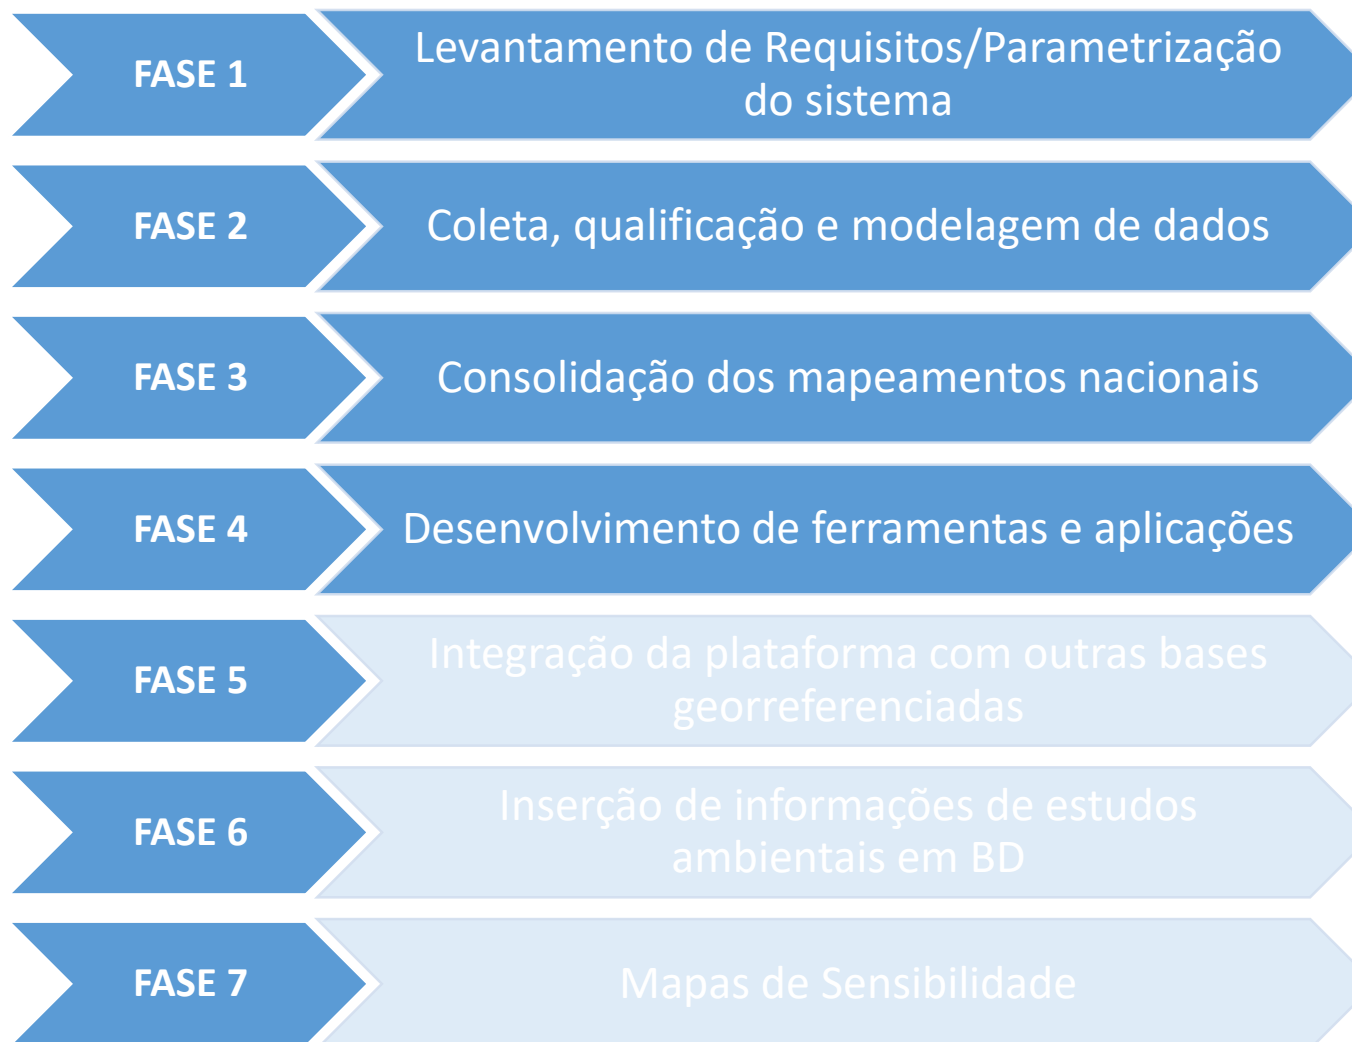 FASE 1
Levantamento de Requisitos/Parametrização
do sistema
FASE 2
Coleta, qualificação e modelagem de dados
FASE 3
Consolidação dos mapeamentos nacionais
FASE 4
Desenvolvimento de ferramentas e aplicações
FASE 5
Integração da plataforma com outras bases
georreferenciadas
FASE 6
Inserção de informações de estudos
ambientais em BD
FASE 7
Mapas de Sensibilidade